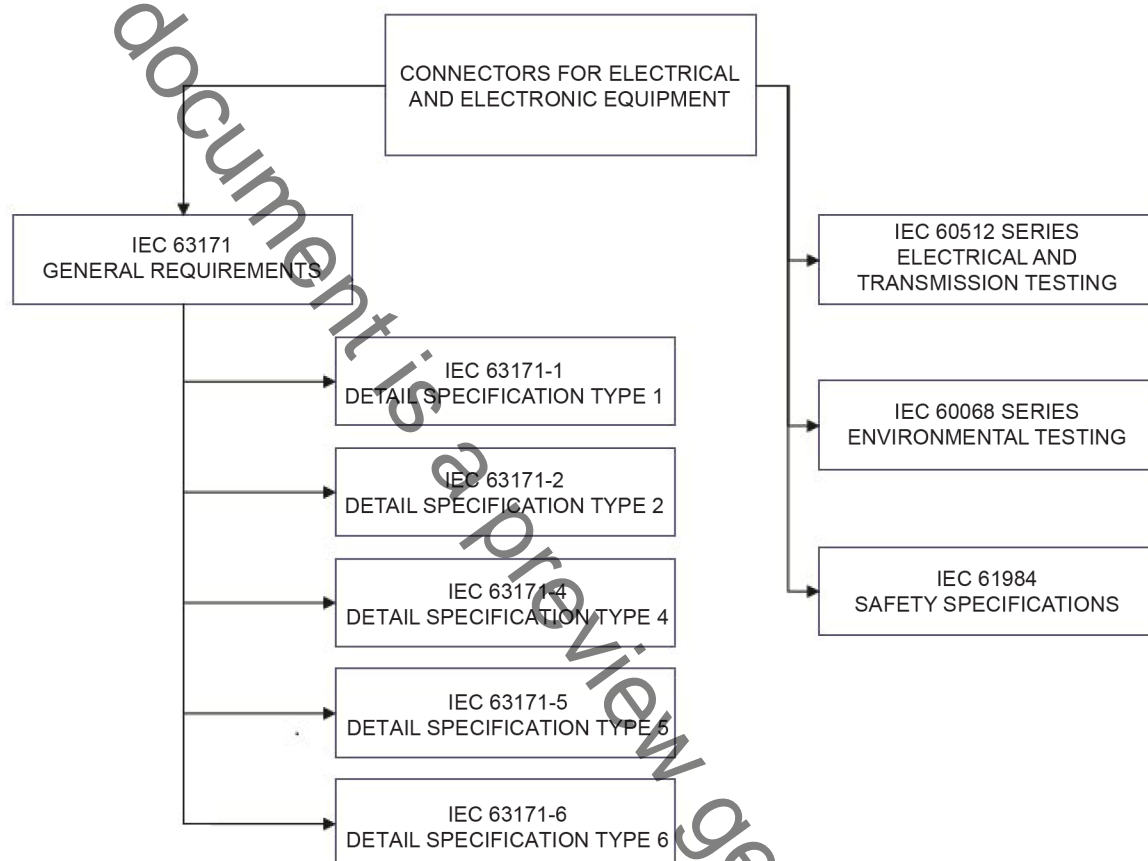 CONNECTORS FOR ELECTRICAL
AND ELECTRONIC EQUIPMENT
IEC 63171
GENERAL REQUIREMENTS
IEC 63171-1
DETAIL SPECIFICATION TYPE 1
IEC 63171-2
DETAIL SPECIFICATION TYPE 2
IEC 63171-4
DETAIL SPECIFICATION TYPE 4
IEC 63171-5
DETAIL SPECIFICATION TYPE 5
IEC 63171-6
DETAIL SPECIFICATION TYPE 6
IEC 60512 SERIES
ELECTRICAL AND
TRANSMISSION TESTING
IEC 60068 SERIES
ENVIRONMENTAL TESTING
IEC 61984
SAFETY SPECIFICATIONS
document is a preview ge